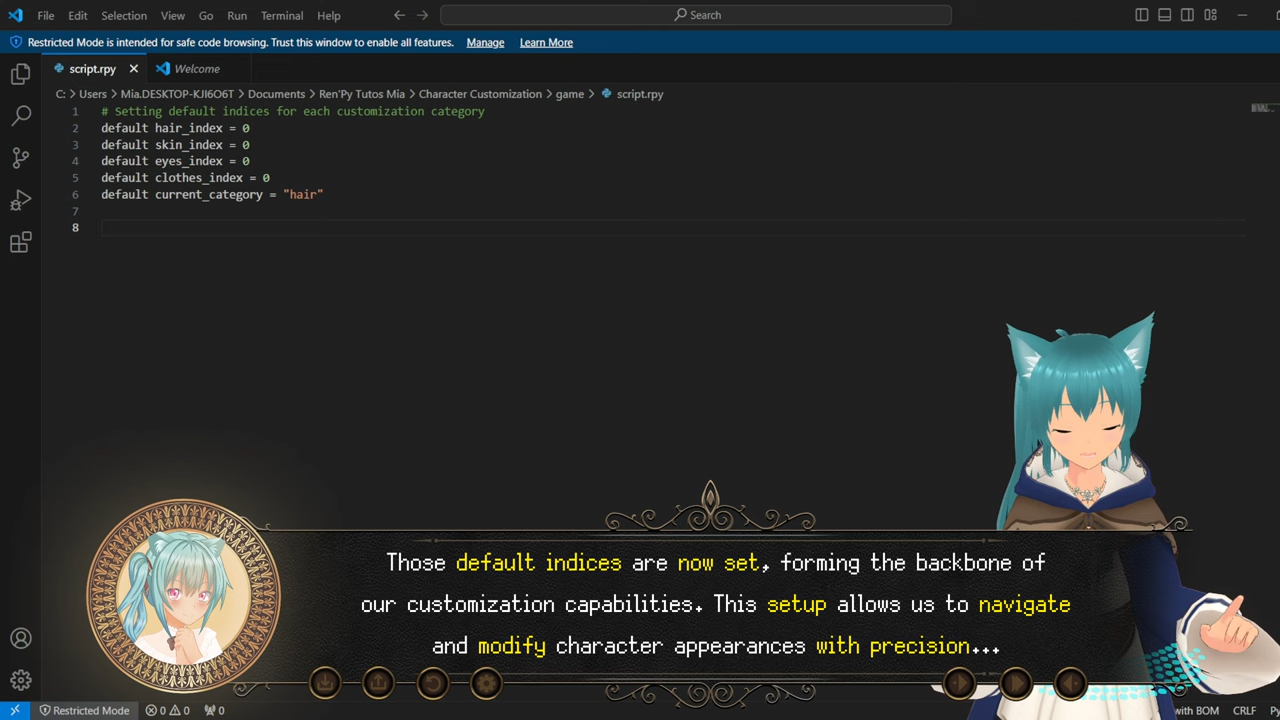 File Edit Selection View Go Run Terminal Help Search
Restricted Mode is intended for safe code browsing. Trust this window to enable all features. Manage Learn More
script.rpy Welcome
C: > Users > Mia.DESKTOP-KJI6O6T > Documents > Ren'Py Tutos Mia > Character Customization > game > script.rpy
1 # Setting default indices for each customization category
2 default hair_index = 0
3 default skin_index = 0
4 default eyes_index = 0
5 default clothes_index = 0
6 default current_category = "hair"
7
8
Those default indices are now set, forming the backbone of
our customization capabilities. This setup allows us to navigate
and modify character appearances with precision...
Restricted Mode 0 0 0 with BOM CRLF Py